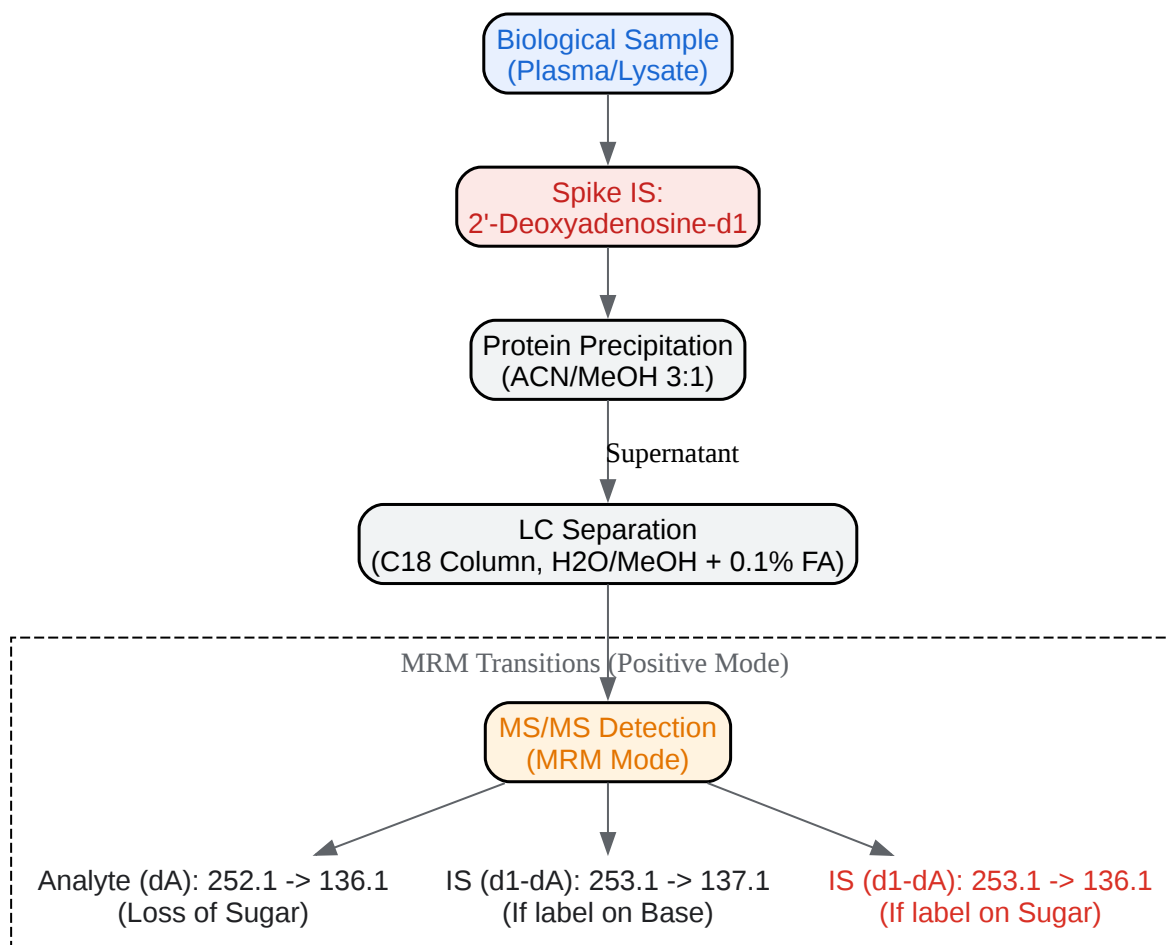 Biological Sample
(Plasma/Lysate)
Spike IS:
2'-Deoxyadenosine-d1
Protein Precipitation
(ACN/MeOH 3:1)
Supernatant
LC Separation
(C18 Column, H2O/MeOH + 0.1% FA)
MRM Transitions (Positive Mode)
MS/MS Detection
(MRM Mode)
Analyte (dA): 252.1 -> 136.1
(Loss of Sugar)
IS (d1-dA): 253.1 -> 137.1
(If label on Base)
IS (d1-dA): 253.1 -> 136.1
(If label on Sugar)